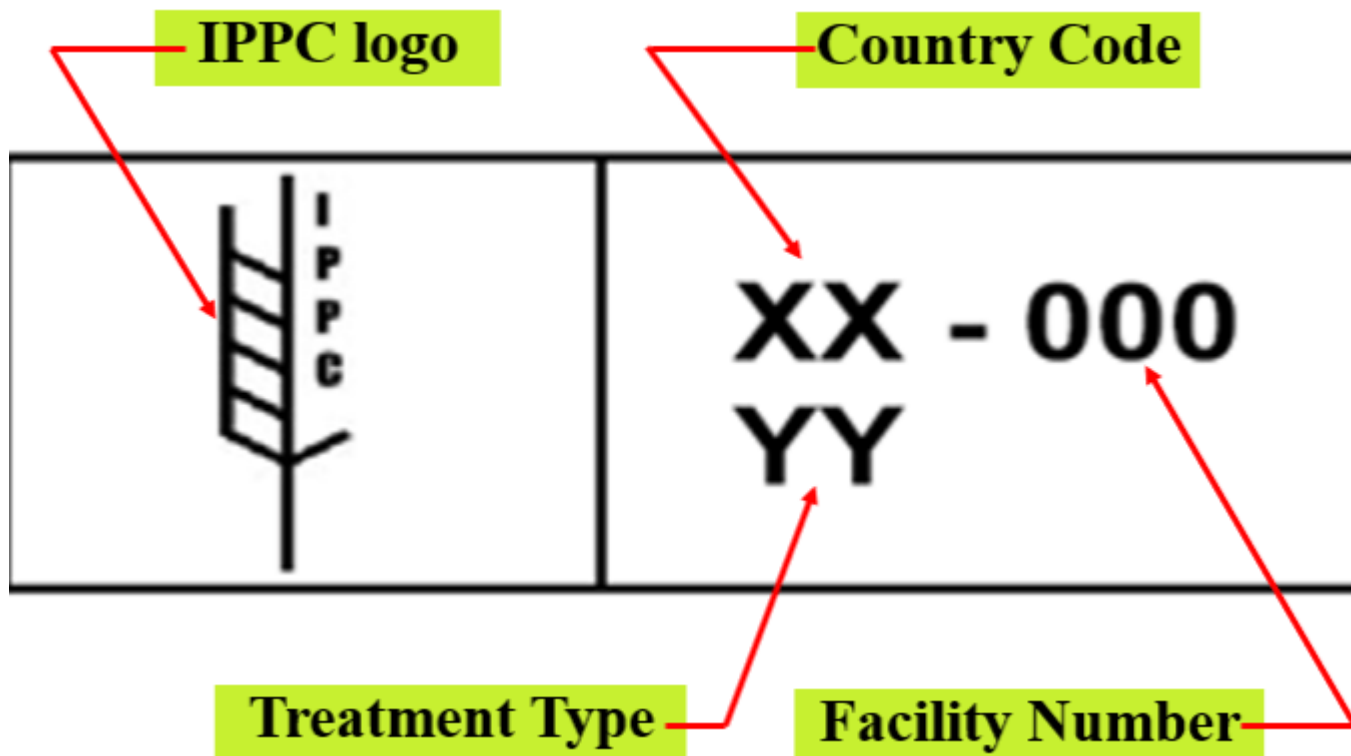 IPPC logo
Country Code
I
P
P
C
XX - 000
YY
Treatment Type
Facility Number